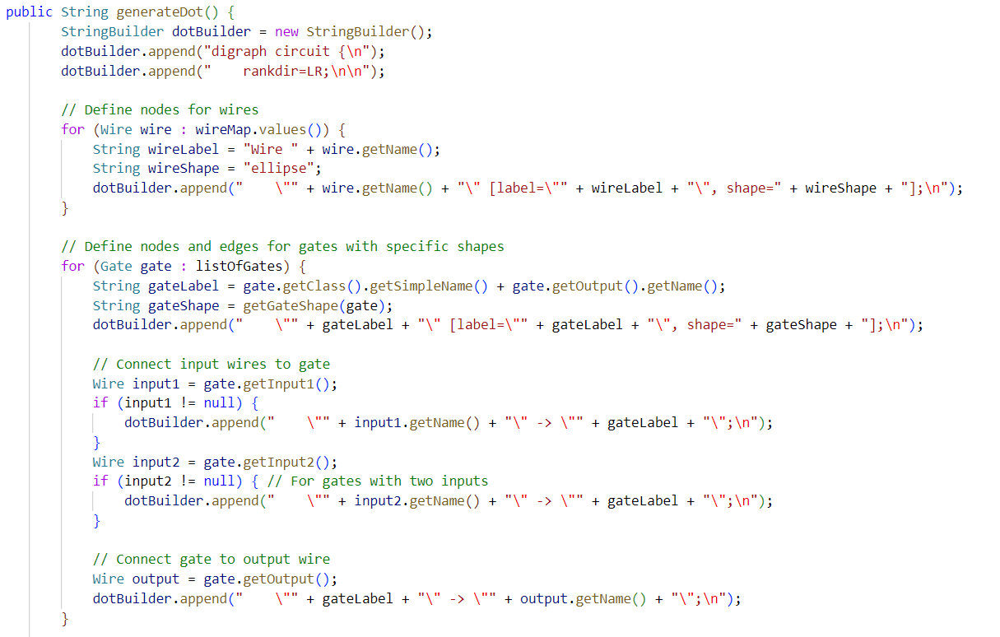 public String generateDot() {
        StringBuilder dotBuilder = new StringBuilder();
        dotBuilder.append("digraph circuit {\n");
        dotBuilder.append("    rankdir=LR;\n\n");

        // Define nodes for wires
        for (Wire wire : wireMap.values()) {
            String wireLabel = "Wire " + wire.getName();
            String wireShape = "ellipse";
            dotBuilder.append("    \"" + wire.getName() + "\" [label=\"" + wireLabel + "\", shape=" + wireShape + "];\n");
        }

        // Define nodes and edges for gates with specific shapes
        for (Gate gate : listOfGates) {
            String gateLabel = gate.getClass().getSimpleName() + gate.getOutput().getName();
            String gateShape = getGateShape(gate);
            dotBuilder.append("    \"" + gateLabel + "\" [label=\"" + gateLabel + "\", shape=" + gateShape + "];\n");

            // Connect input wires to gate
            Wire input1 = gate.getInput1();
            if (input1 != null) {
                dotBuilder.append("    \"" + input1.getName() + "\" -> \"" + gateLabel + "\";\n");
            }
            Wire input2 = gate.getInput2();
            if (input2 != null) { // For gates with two inputs
                dotBuilder.append("    \"" + input2.getName() + "\" -> \"" + gateLabel + "\";\n");
            }

            // Connect gate to output wire
            Wire output = gate.getOutput();
            dotBuilder.append("    \"" + gateLabel + "\" -> \"" + output.getName() + "\";\n");
        }